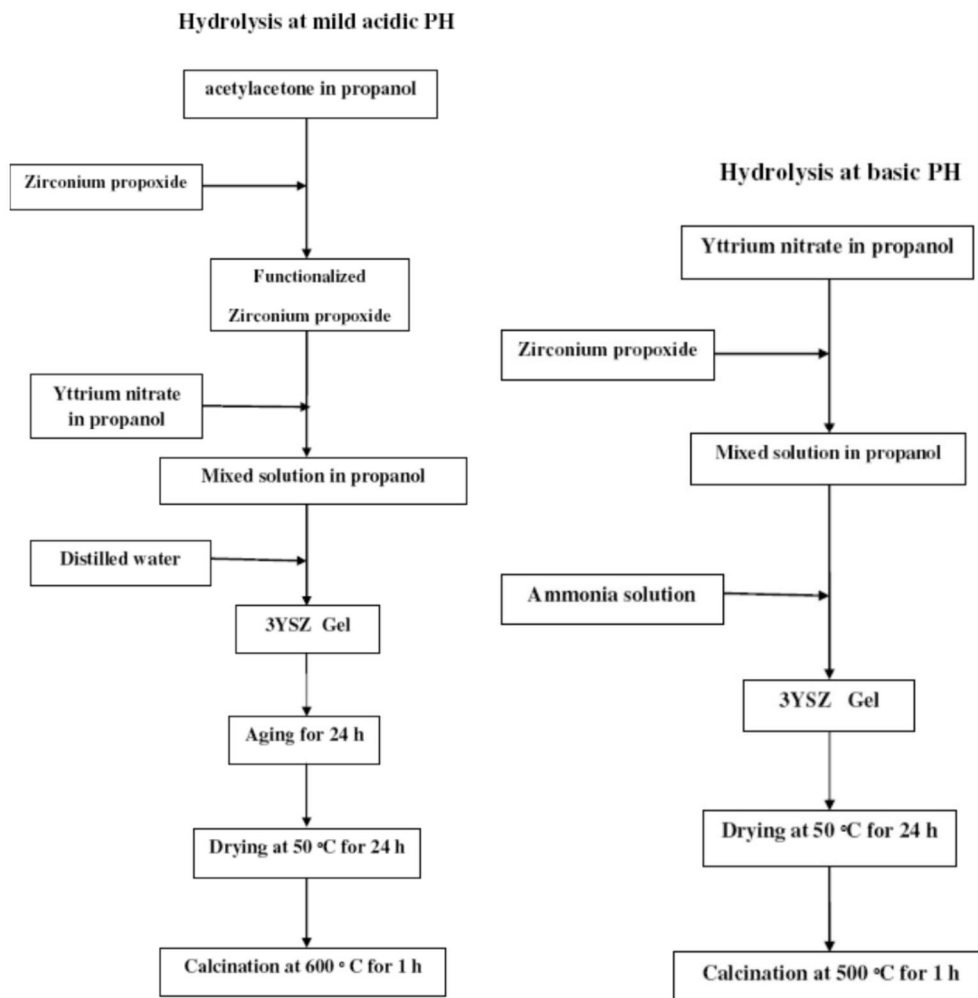 Hydrolysis at mild acidic PH
acetylacetone in propanol
Zirconium propoxide
Functionalized
Zirconium propoxide
Yttrium nitrate
in propanol
Mixed solution in propanol
Distilled water
3YSZ Gel
Aging for 24 h
Drying at 50 °C for 24 h
Calcination at 600 ° C for 1 h
Hydrolysis at basic PH
Yttrium nitrate in propanol
Zirconium propoxide
Mixed solution in propanol
Ammonia solution
3YSZ Gel
Drying at 50 °C for 24 h
Calcination at 500 °C for 1 h